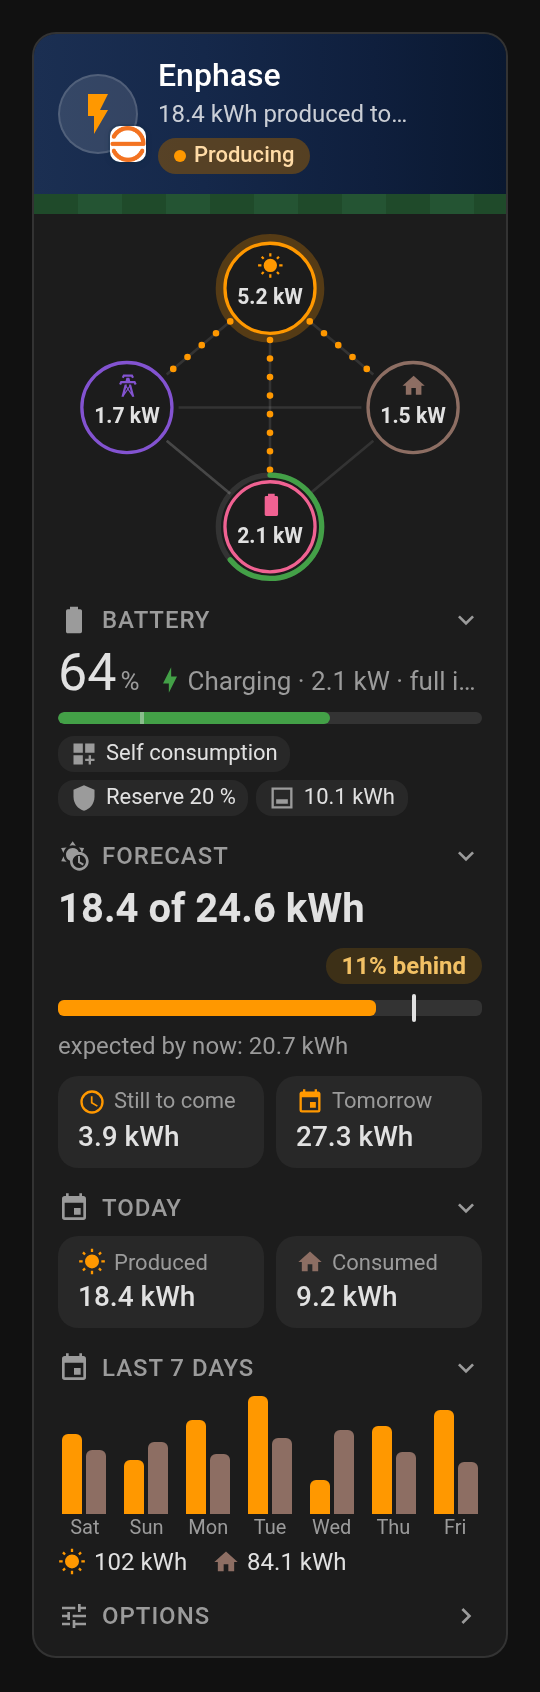 Enphase
18.4 kWh produced to…
Producing
5.2 kW
1.7 kW
1.5 kW
2.1 kW
BATTERY
64 %
Charging · 2.1 kW · full i…
Self consumption
Reserve 20 %
10.1 kWh
FORECAST
18.4 of 24.6 kWh
11% behind
expected by now: 20.7 kWh
Still to come
3.9 kWh
Tomorrow
27.3 kWh
TODAY
Produced
18.4 kWh
Consumed
9.2 kWh
LAST 7 DAYS
Sat Sun Mon Tue Wed Thu Fri
102 kWh 84.1 kWh
OPTIONS